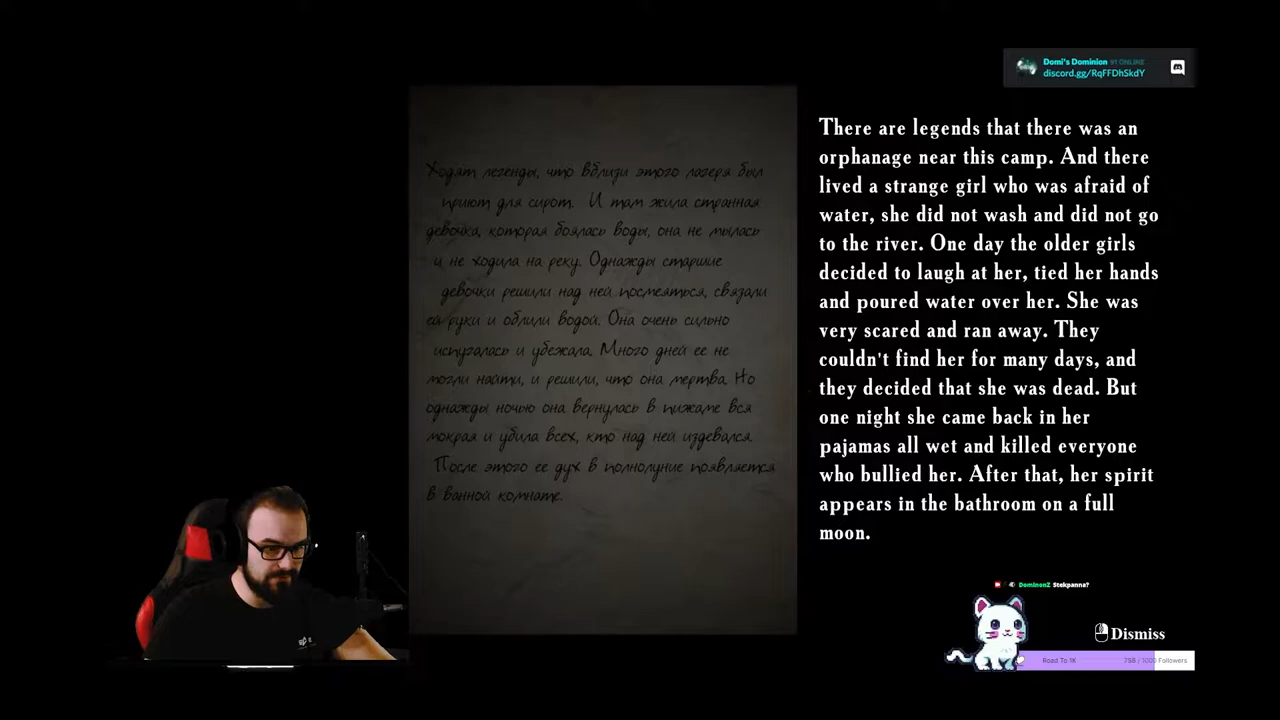 Domi's Dominion 91 ONLINE
discord.gg/RqFFDhSkdY
Ходят легенды, что вблизи этого лагеря был
приют для сирот. И там жила странная
девочка, которая боялась воды, она не мылась
и не ходила на реку. Однажды старшие
девочки решили над ней посмеяться, связали
ей руки и облили водой. Она очень сильно
испугалась и убежала. Много дней ее не
могли найти, и решили, что она мертва. Но
однажды ночью она вернулась в пижаме вся
мокрая и убила всех, кто над ней издевался.
После этого ее дух в полнолуние появляется
в ванной комнате.
There are legends that there was an
orphanage near this camp. And there
lived a strange girl who was afraid of
water, she did not wash and did not go
to the river. One day the older girls
decided to laugh at her, tied her hands
and poured water over her. She was
very scared and ran away. They
couldn't find her for many days, and
they decided that she was dead. But
one night she came back in her
pajamas all wet and killed everyone
who bullied her. After that, her spirit
appears in the bathroom on a full
moon.
DominonZ Stekpanna?
Dismiss
Road To 1K 758 / 1000 Followers